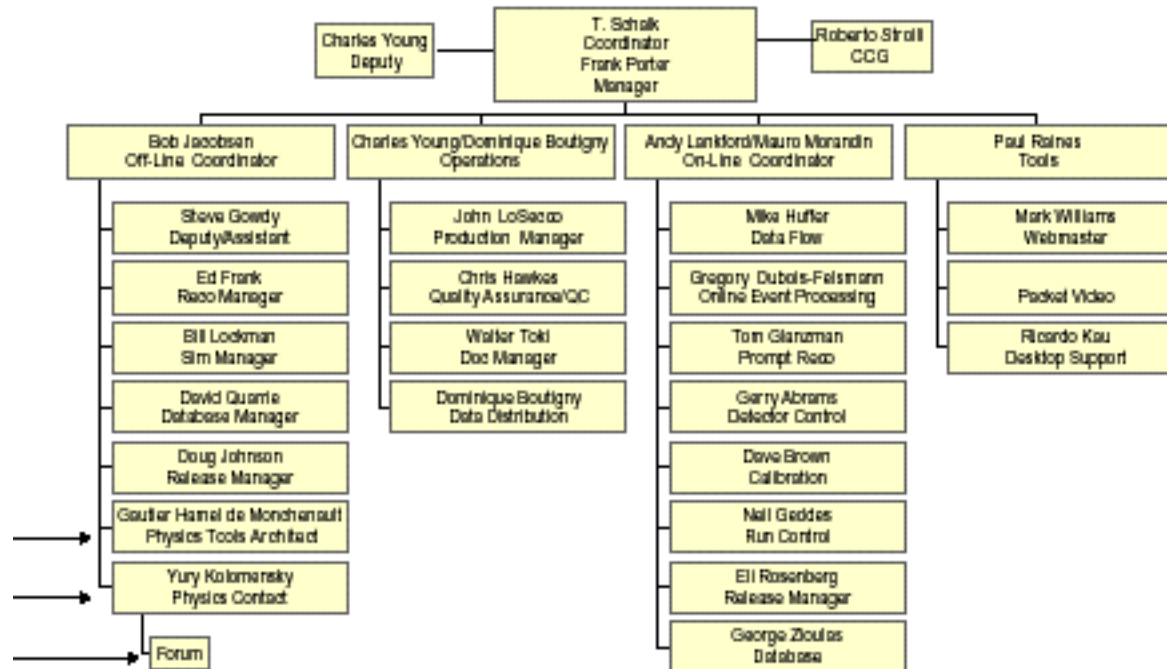 T. Schalk
Coordinator
Frank Porter
Manager
Charles Young
Deputy
Roberto Stroili
CCG
Bob Jacobsen
Off-Line Coordinator
Steve Gowdy
Deputy/Assistant
Ed Frank
Reco Manager
Bill Lockman
Sim Manager
David Quarrie
Database Manager
Doug Johnson
Release Manager
Gautier Hamel de Monchenault
Physics Tools Architect
Yury Kolomensky
Physics Contact
Forum
Charles Young/Dominique Boutigny
Operations
John LoSecco
Production Manager
Chris Hawkes
Quality Assurance/QC
Walter Toki
Doc Manager
Dominique Boutigny
Data Distribution
Andy Lankford/Mauro Morandin
On-Line Coordinator
Mike Huffer
Data Flow
Gregory Dubois-Felsmann
Online Event Processing
Tom Glanzman
Prompt Reco
Gerry Abrams
Detector Control
Dave Brown
Calibration
Neil Geddes
Run Control
Eli Rosenberg
Release Manager
George Zioulas
Database
Paul Raines
Tools
Mark Williams
Webmaster
Packet Video
Ricardo Kau
Desktop Support